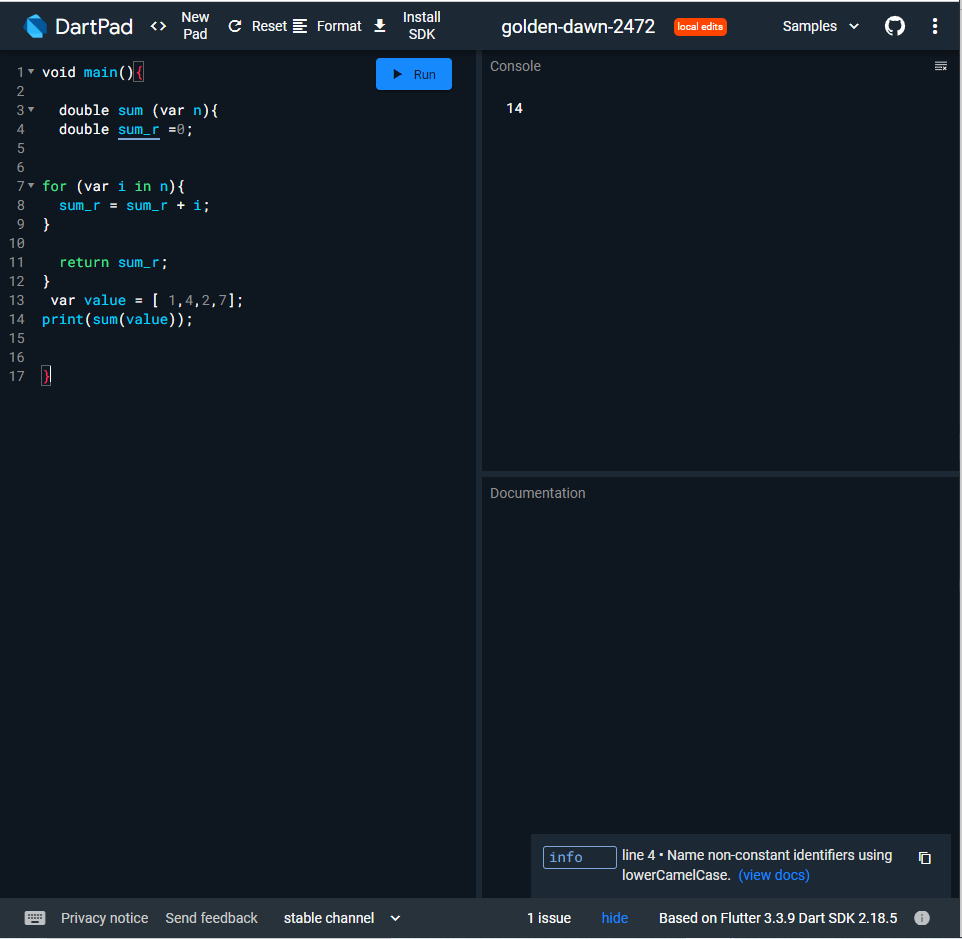 DartPad <> New Pad Reset Format Install SDK golden-dawn-2472 local edits Samples
1 void main(){
Run
2
3 double sum (var n){
4 double sum_r =0;
5
6
7 for (var i in n){
8 sum_r = sum_r + i;
9 }
10
11 return sum_r;
12 }
13 var value = [ 1,4,2,7];
14 print(sum(value));
15
16
17 }
Console
14
Documentation
info line 4 • Name non-constant identifiers using
lowerCamelCase. (view docs)
Privacy notice Send feedback stable channel 1 issue hide Based on Flutter 3.3.9 Dart SDK 2.18.5